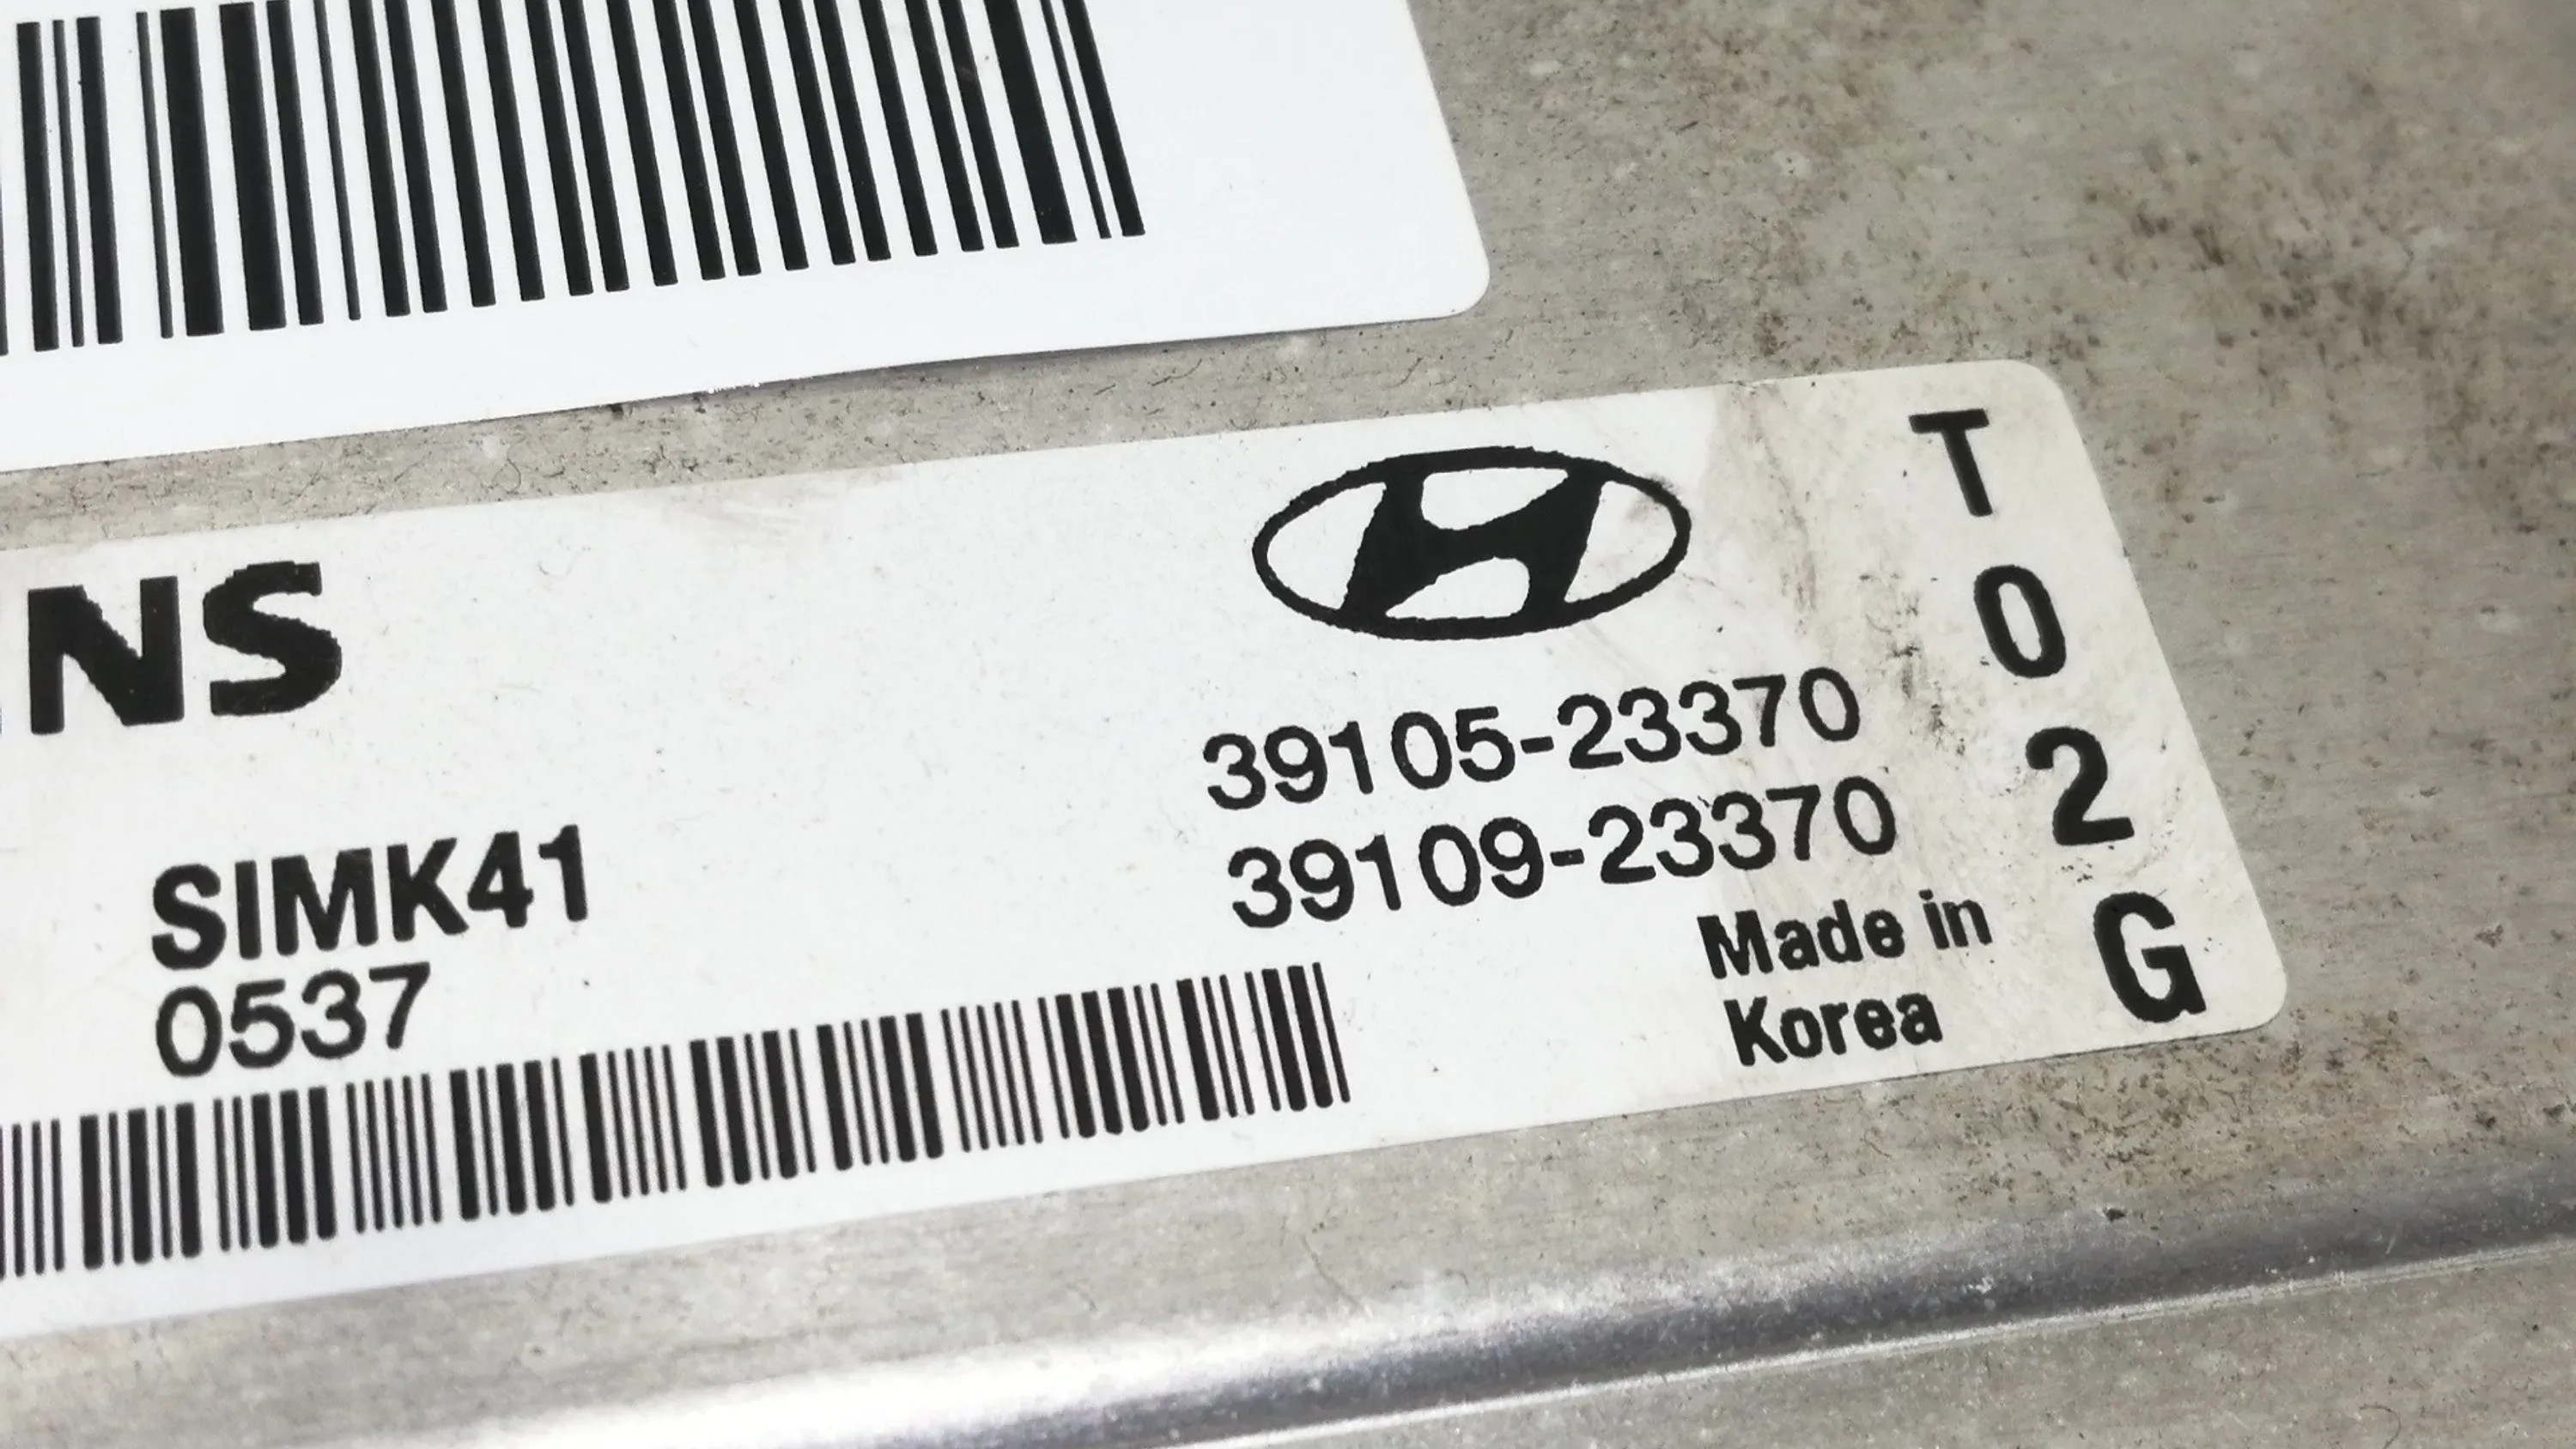 NS
SIMK41
0537
39105-23370
39109-23370
Made in
Korea
T
0
2
G